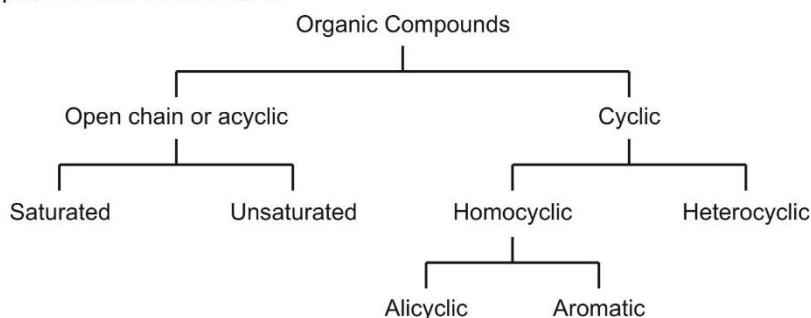 Organic Compounds
Open chain or acyclic Cyclic
Saturated Unsaturated Homocyclic Heterocyclic
Alicyclic Aromatic